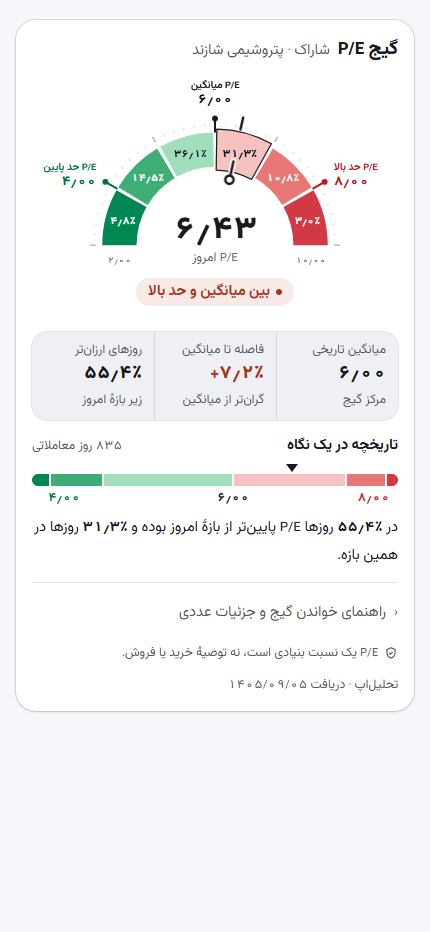 گیج P/E شاراک · پتروشیمی شازند
P/E میانگین
۶٫۰۰
P/E حد بالا
۸٫۰۰
P/E حد پایین
۴٫۰۰
۳٫۰٪
۱۰٫۸٪
۳۱٫۳٪
۳۶٫۱٪
۱۴٫۵٪
۴٫۸٪
۶٫۴۳
P/E امروز
۱۰٫۰۰
۲٫۰۰
بین میانگین و حد بالا
میانگین تاریخی
۶٫۰۰
مرکز گیج
فاصله تا میانگین
+۷٫۲٪
گران‌تر از میانگین
روزهای ارزان‌تر
۵۵٫۴٪
زیر بازهٔ امروز
تاریخچه در یک نگاه
۸۳۵ روز معاملاتی
۸٫۰۰
۶٫۰۰
۴٫۰۰
در ۵۵٫۴٪ روزها P/E پایین‌تر از بازهٔ امروز بوده و ۳۱٫۳٪ روزها در
همین بازه.
راهنمای خواندن گیج و جزئیات عددی
P/E یک نسبت بنیادی است، نه توصیهٔ خرید یا فروش.
تحلیل‌اپ · دریافت ۱۴۰۵/۰۹/۰۵